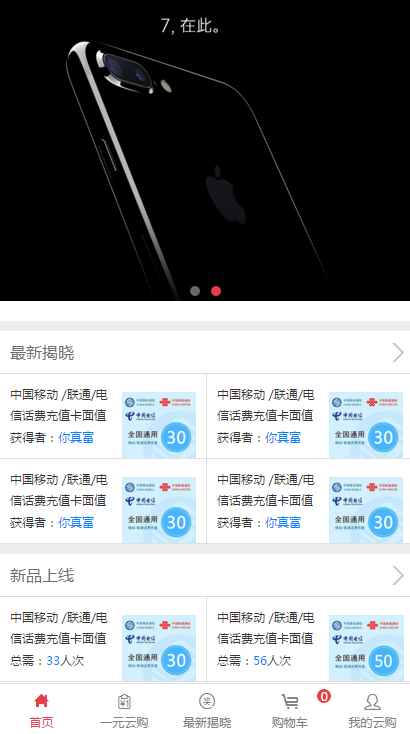 7, 在此。
最新揭晓
中国移动 /联通/电
信话费充值卡面值
获得者：你真富
中国移动 /联通/电
信话费充值卡面值
获得者：你真富
全国通用 30
全国通用 30
中国移动 /联通/电
信话费充值卡面值
获得者：你真富
中国移动 /联通/电
信话费充值卡面值
获得者：你真富
全国通用 30
全国通用 30
新品上线
中国移动 /联通/电
信话费充值卡面值
总需：33人次
中国移动 /联通/电
信话费充值卡面值
总需：56人次
中国电信
全国通用 30
中国电信
全国通用 50
首页
一元云购
最新揭晓
购物车 0
我的云购